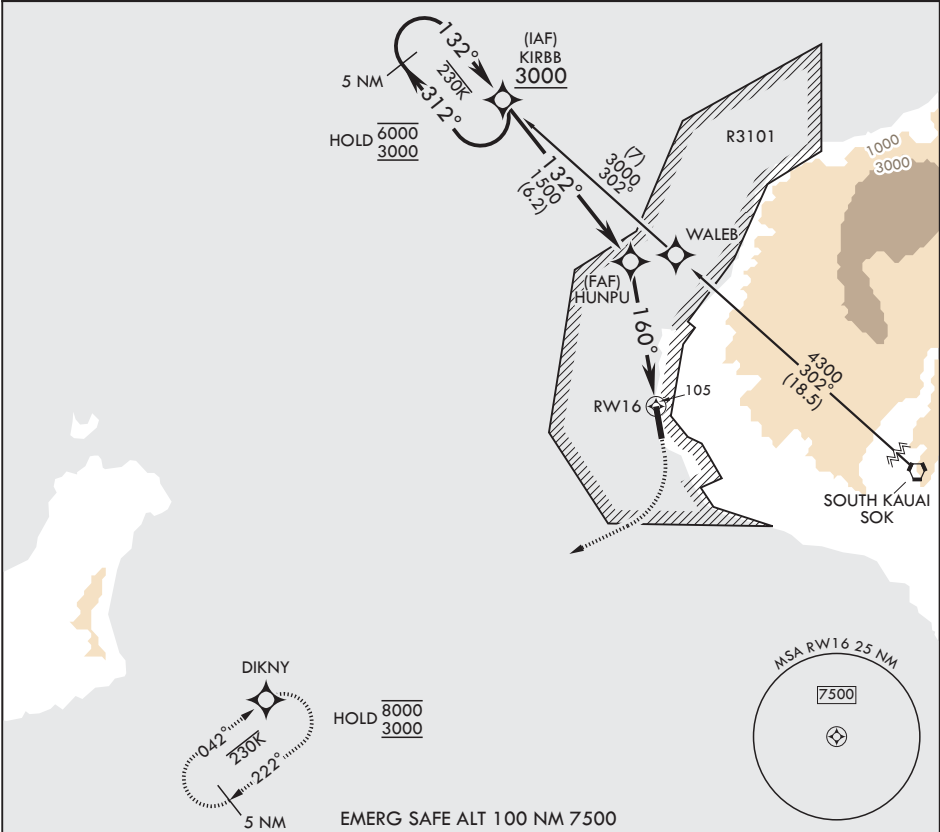 (IAF)
KIRBB
3000
132°
230K
312°
5 NM
HOLD 6000
3000
R3101
1000
3000
(7)
3000
302°
132°
1500
(6.2)
WALEB
(FAF)
HUNPU
160°
4300
302°
(18.5)
RW16
105
SOUTH KAUAI
SOK
DIKNY
HOLD 8000
3000
042°
230K
222°
5 NM
MSA RW16 25 NM
7500
EMERG SAFE ALT 100 NM 7500